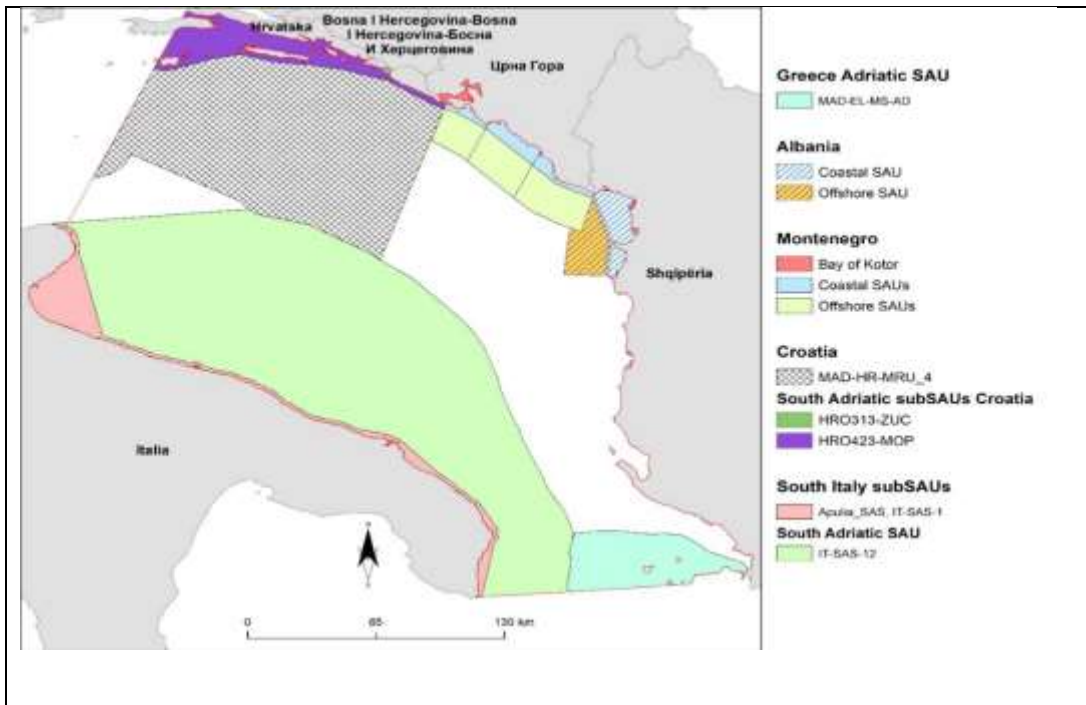 Hrvatska
Bosna I Hercegovina-Bosna
I Hercegovina-Босна
И Херцеговина
Црна Гора
Shqipëria
Italia
0 65 130 km
Greece Adriatic SAU
MAD-EL-MS-AD
Albania
Coastal SAU
Offshore SAU
Montenegro
Bay of Kotor
Coastal SAUs
Offshore SAUs
Croatia
MAD-HR-MRU_4
South Adriatic subSAUs Croatia
HRO313-ZUC
HRO423-MOP
South Italy subSAUs
Apulia_SAS, IT-SAS-1
South Adriatic SAU
IT-SAS-12